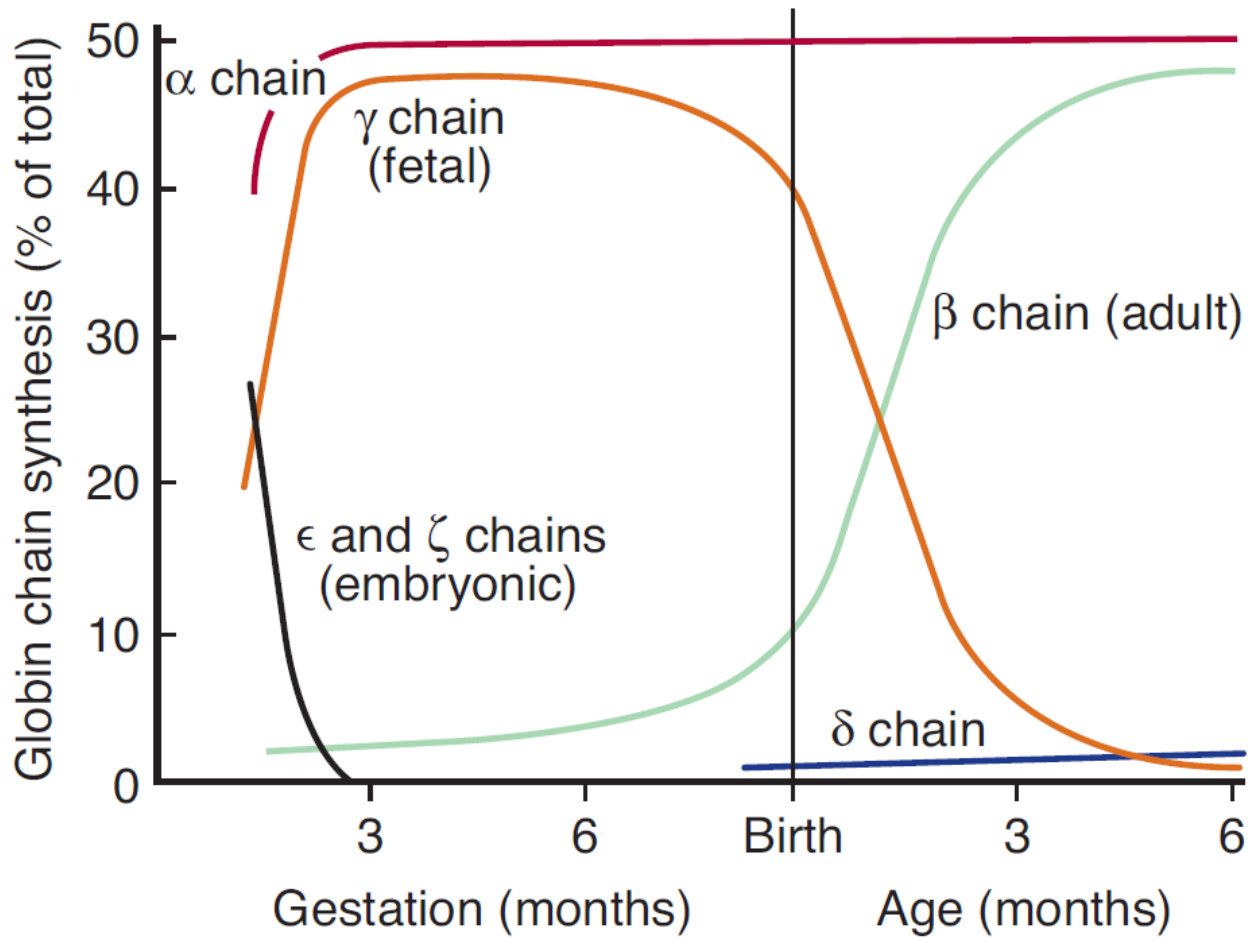 Globin chain synthesis (% of total)
50
40
30
20
10
0
α chain
γ chain
(fetal)
β chain (adult)
ϵ and ζ chains
(embryonic)
δ chain
3
6
Birth
3
6
Gestation (months)
Age (months)